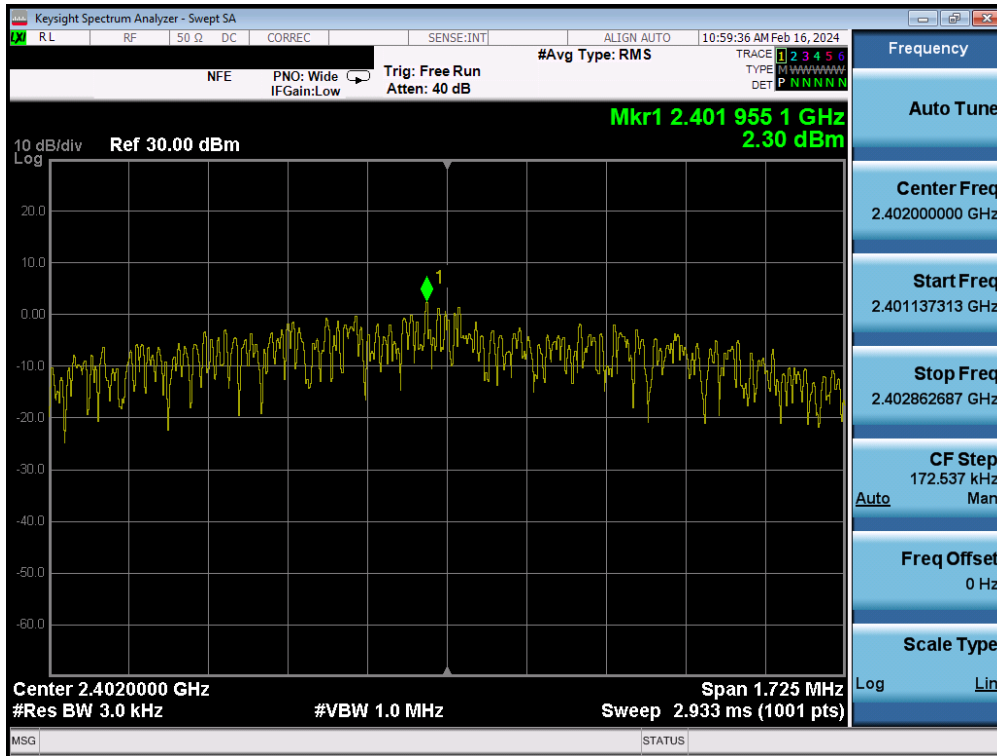 Keysight Spectrum Analyzer - Swept SA
LXI RL RF 50 Ω DC CORREC SENSE:INT ALIGN AUTO 10:59:36 AM Feb 16, 2024
NFE PNO: Wide Trig: Free Run #Avg Type: RMS TRACE 1 2 3 4 5 6
IFGain:Low Atten: 40 dB TYPE M WWWWW
DET P N N N N N
Mkr1 2.401 955 1 GHz
2.30 dBm
10 dB/div Ref 30.00 dBm
Log
20.0
10.0
1
0.00
-10.0
-20.0
-30.0
-40.0
-50.0
-60.0
Center 2.4020000 GHz Span 1.725 MHz
#Res BW 3.0 kHz #VBW 1.0 MHz Sweep 2.933 ms (1001 pts)
MSG STATUS
Frequency
Auto Tune
Center Freq
2.402000000 GHz
Start Freq
2.401137313 GHz
Stop Freq
2.402862687 GHz
CF Step
172.537 kHz
Auto Man
Freq Offset
0 Hz
Scale Type
Log Lin